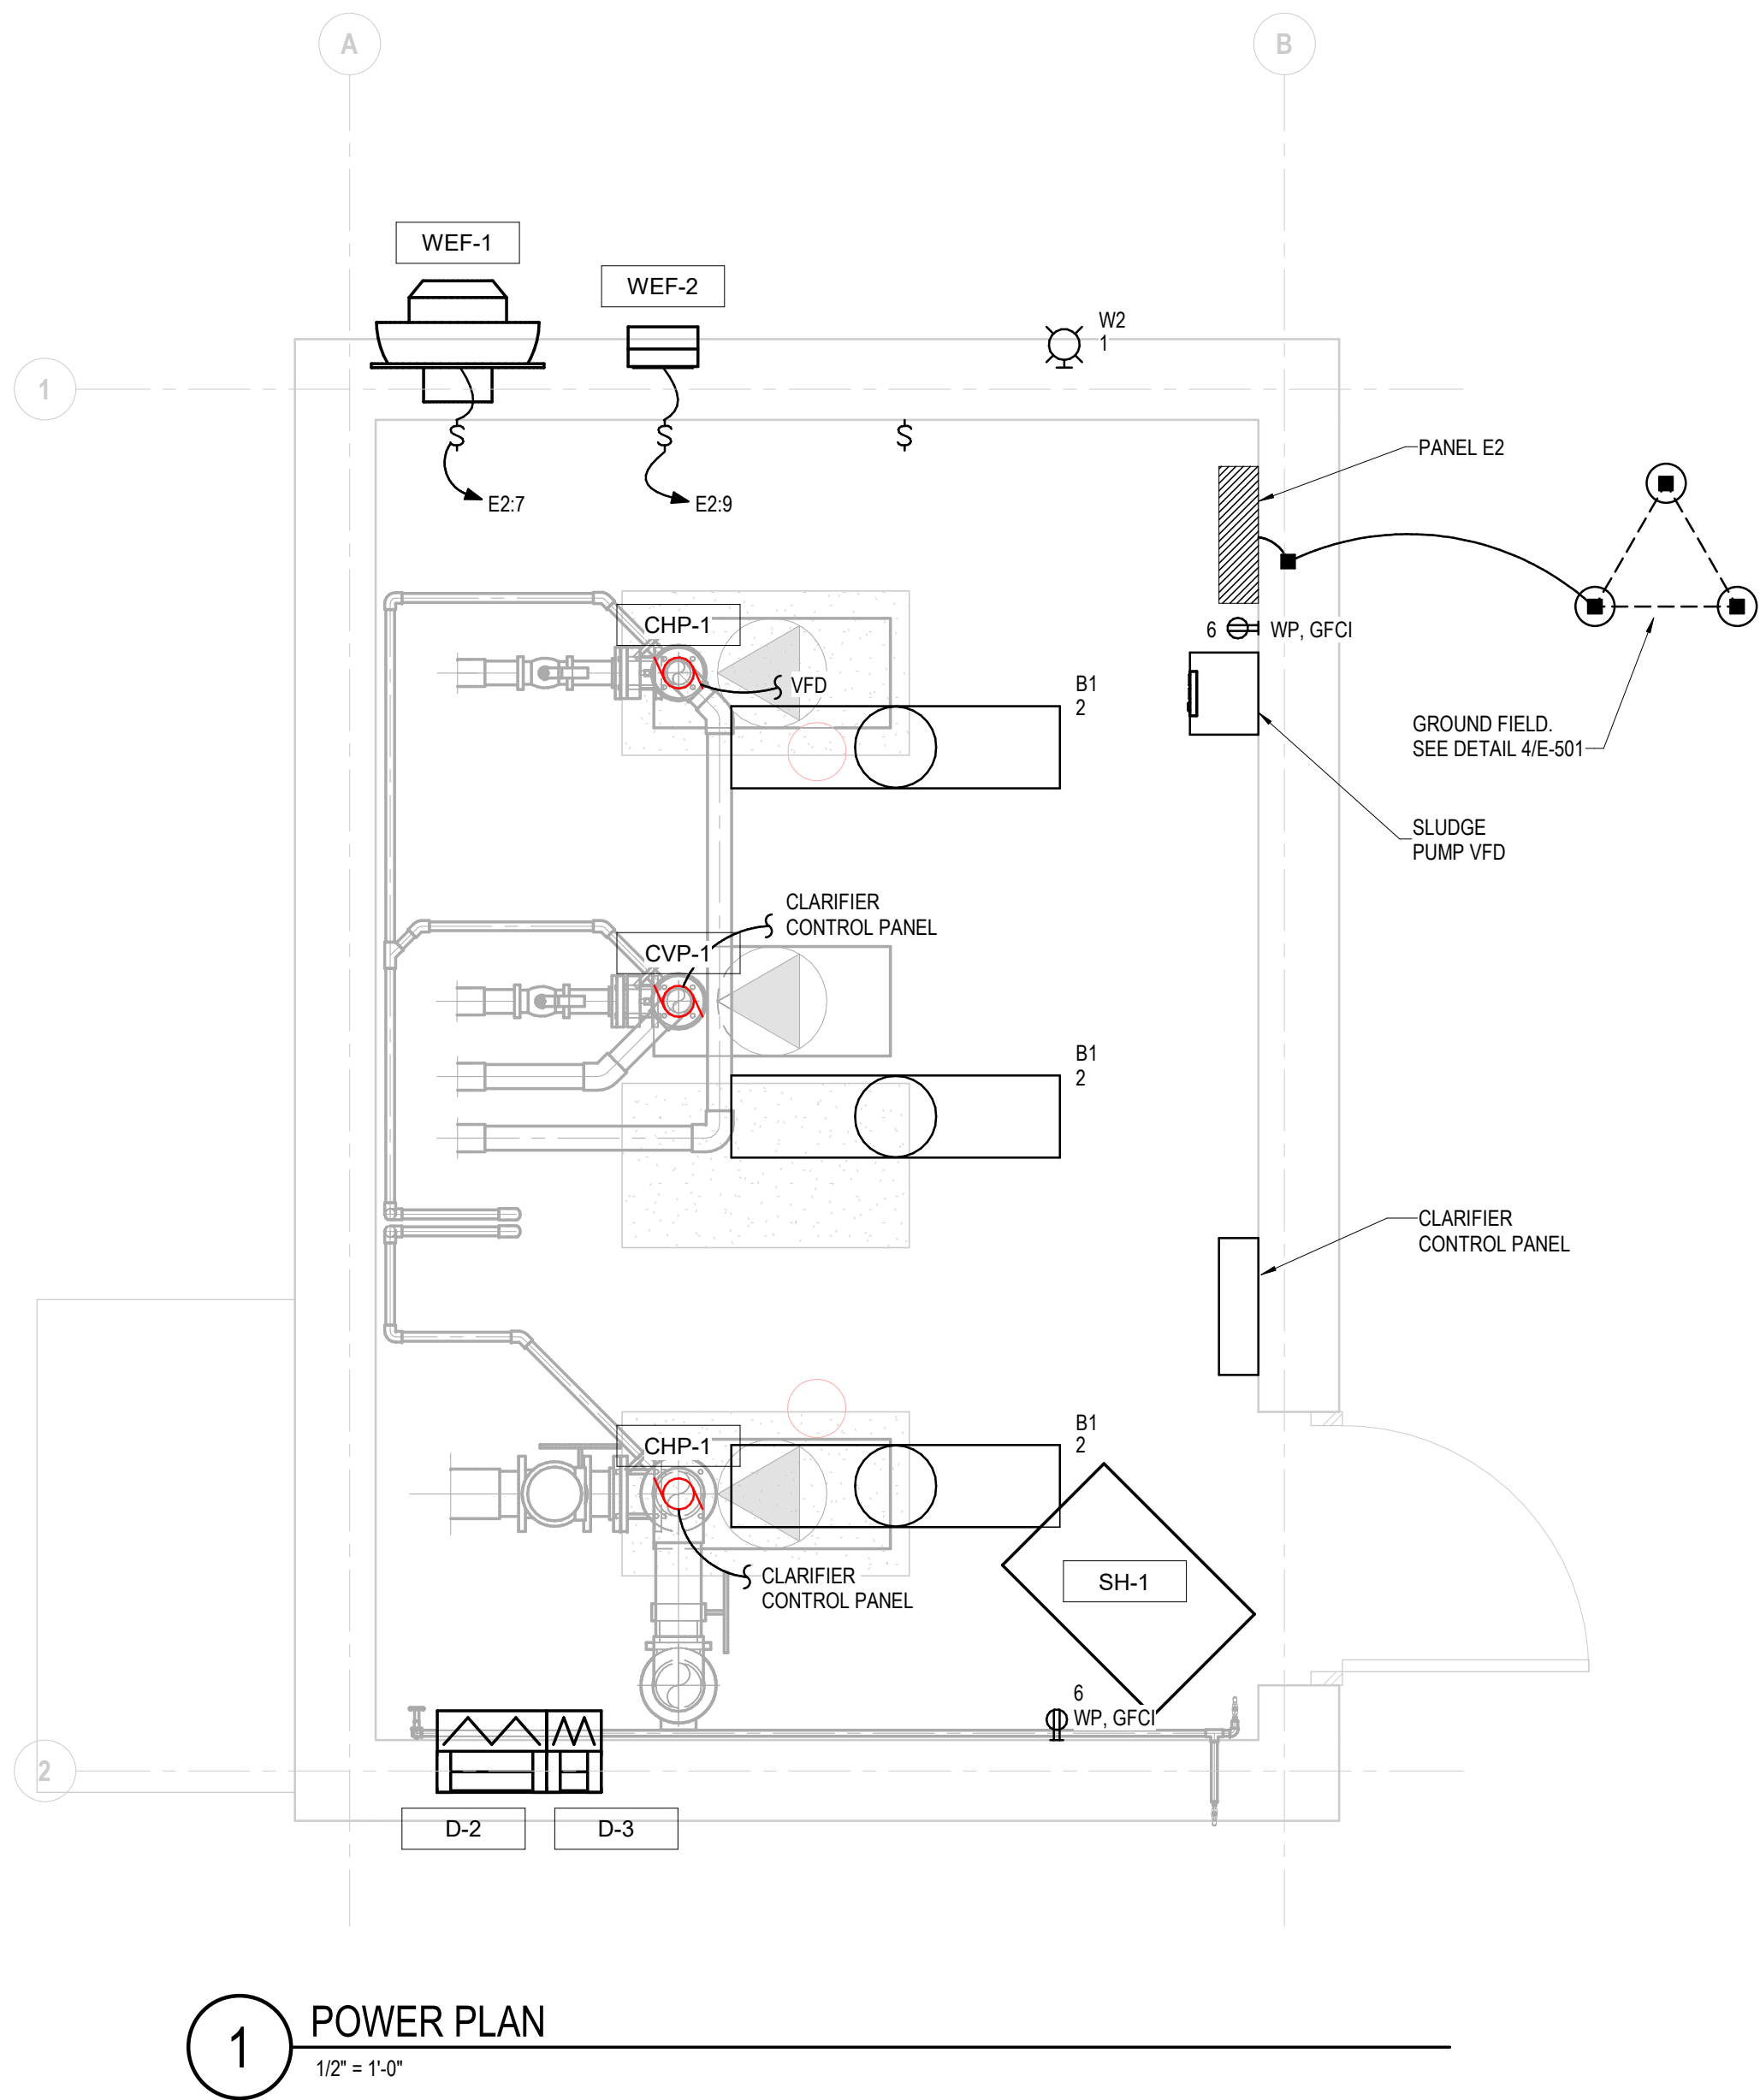 A
B
WEF-1
WEF-2
W2
1
1
PANEL E2
E2:7
E2:9
CHP-1
6
WP, GFCI
VFD
B1
2
GROUND FIELD.
SEE DETAIL 4/E-501
SLUDGE
PUMP VFD
CLARIFIER
CONTROL PANEL
CVP-1
B1
2
CLARIFIER
CONTROL PANEL
B1
2
CHP-1
CLARIFIER
CONTROL PANEL
SH-1
6
WP, GFCI
2
D-2
D-3
1
POWER PLAN
1/2" = 1'-0"